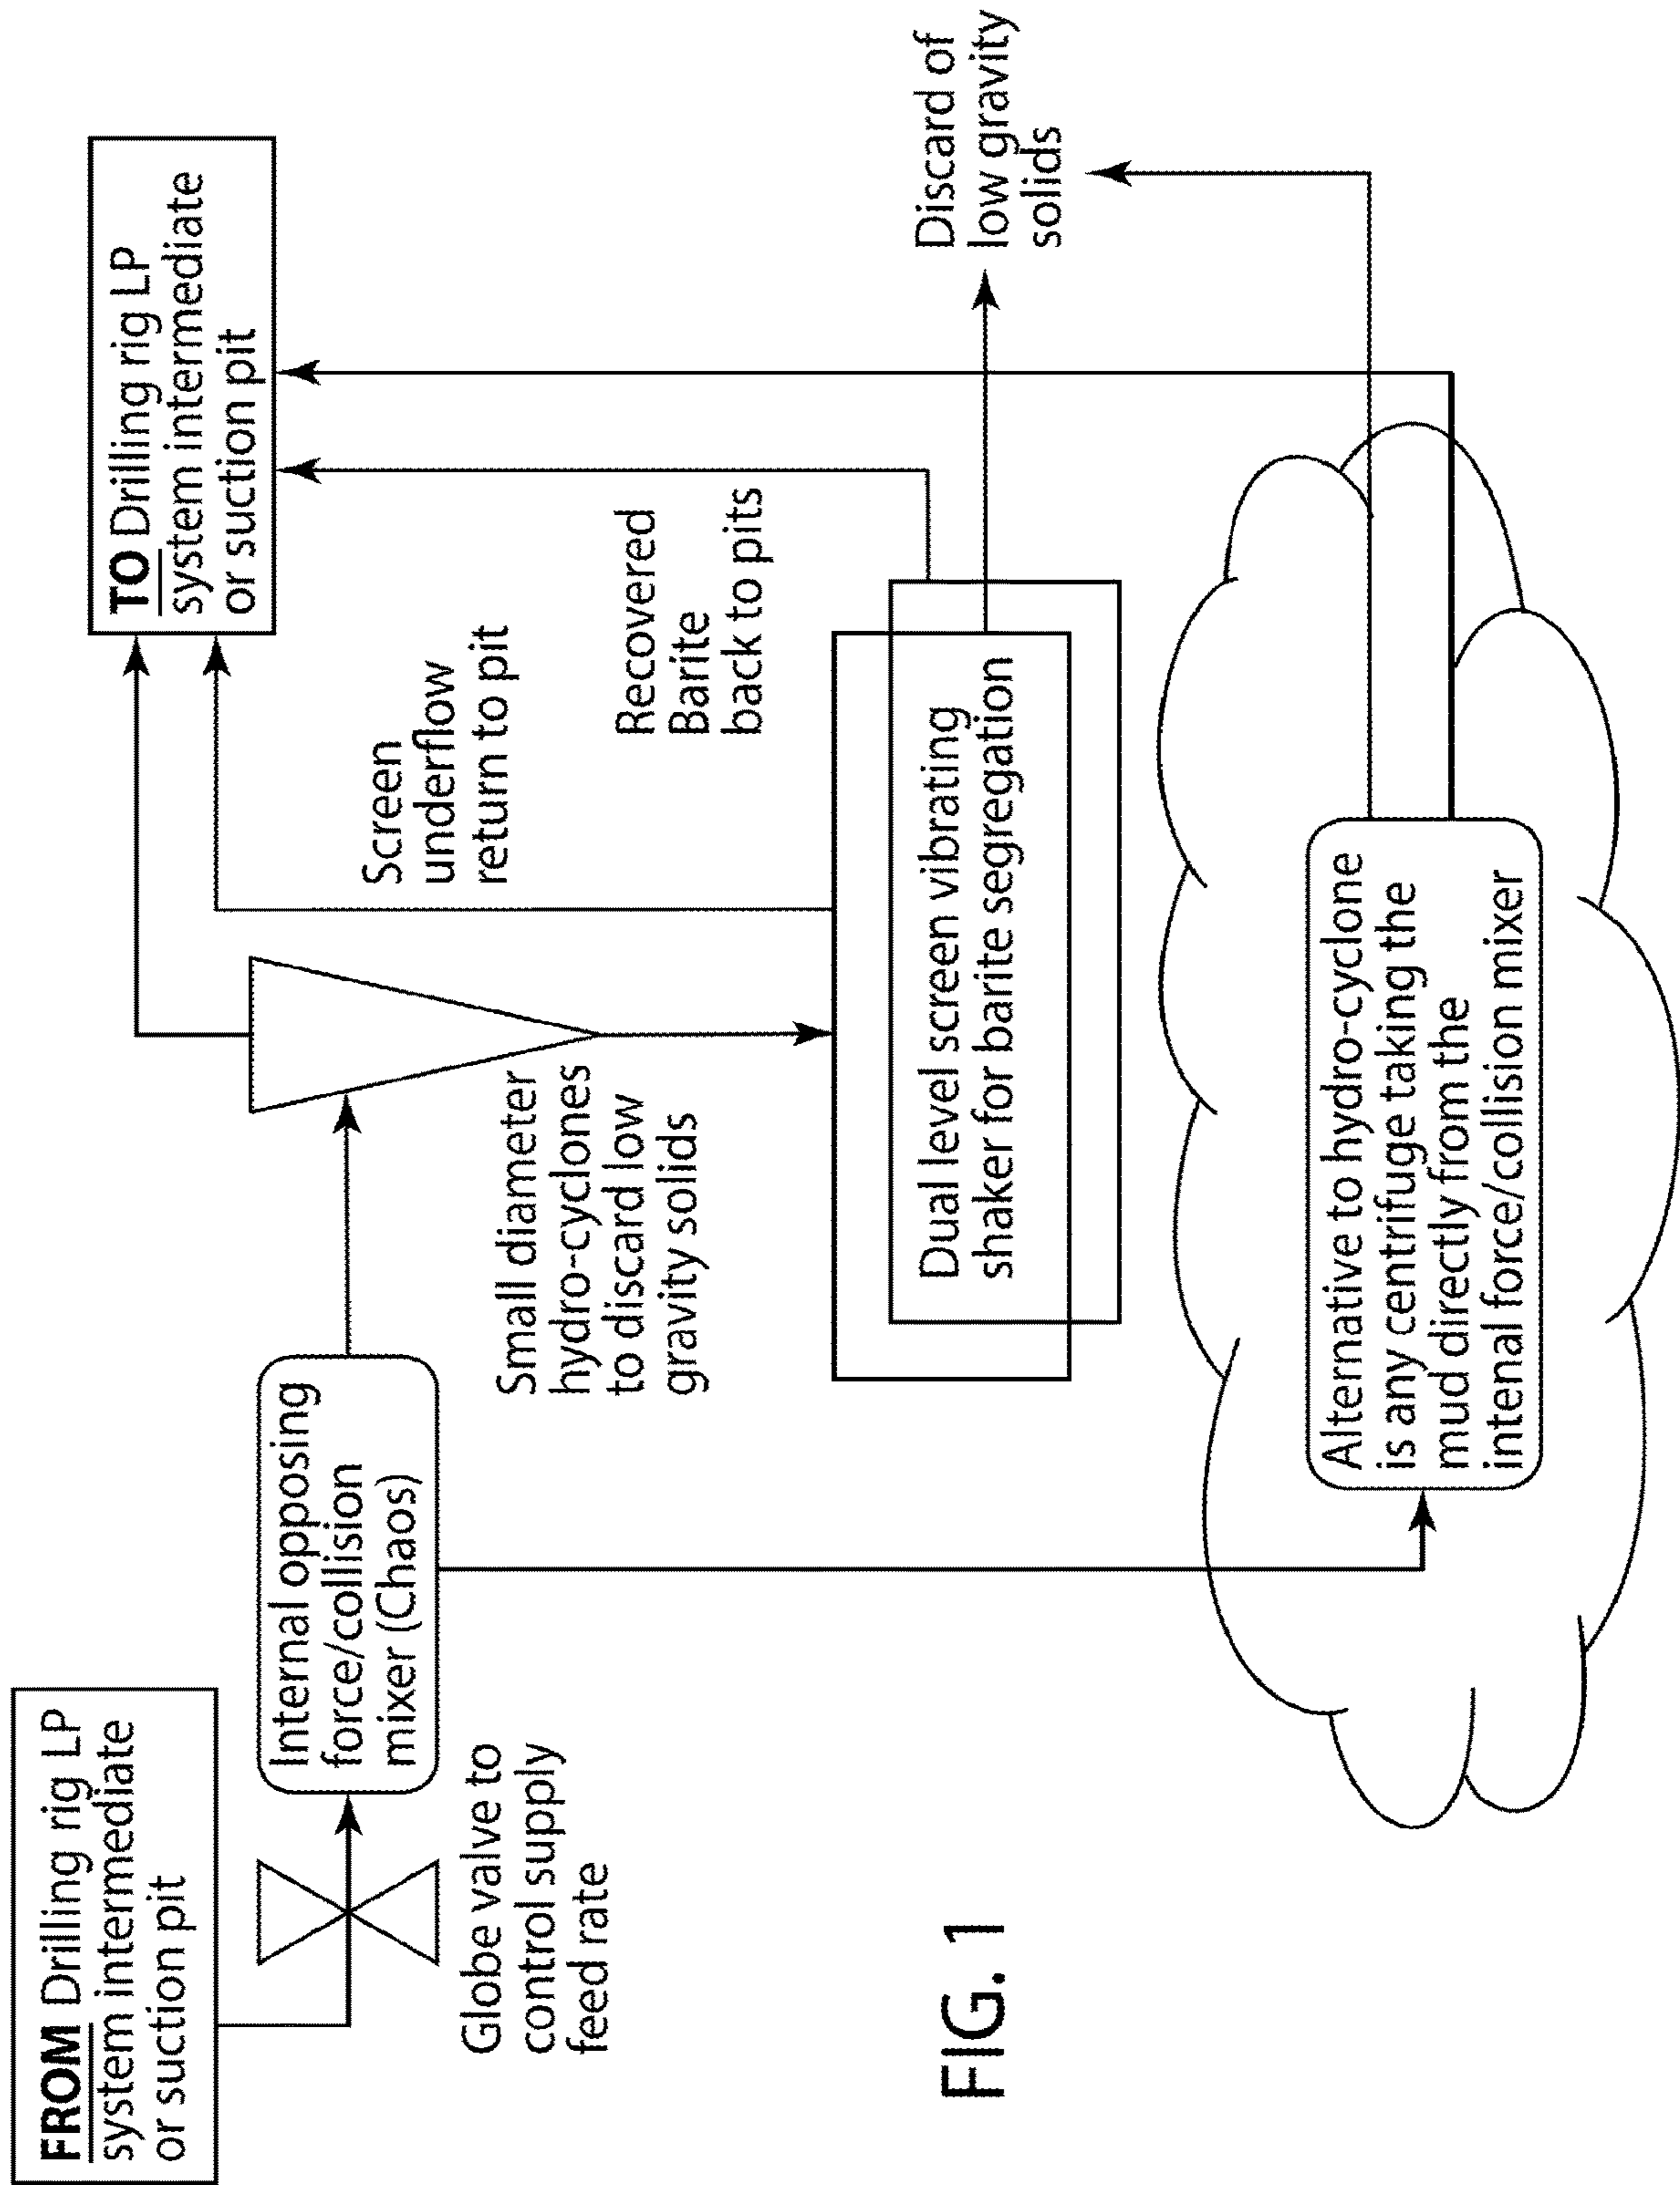 FROM Drilling rig LP
system intermediate
or suction pit
Globe valve to
control supply
feed rate
Internal opposing
force/collision
mixer (Chaos)
Small diameter
hydro-cyclones
to discard low
gravity solids
Screen
underflow
return to pit
TO Drilling rig LP
system intermediate
or suction pit
Recovered
Barite
back to pits
Dual level screen vibrating
shaker for barite segregation
Discard of
low gravity
solids
Alternative to hydro-cyclone
is any centrifuge taking the
mud directly from the
intenal force/collision mixer
FIG. 1